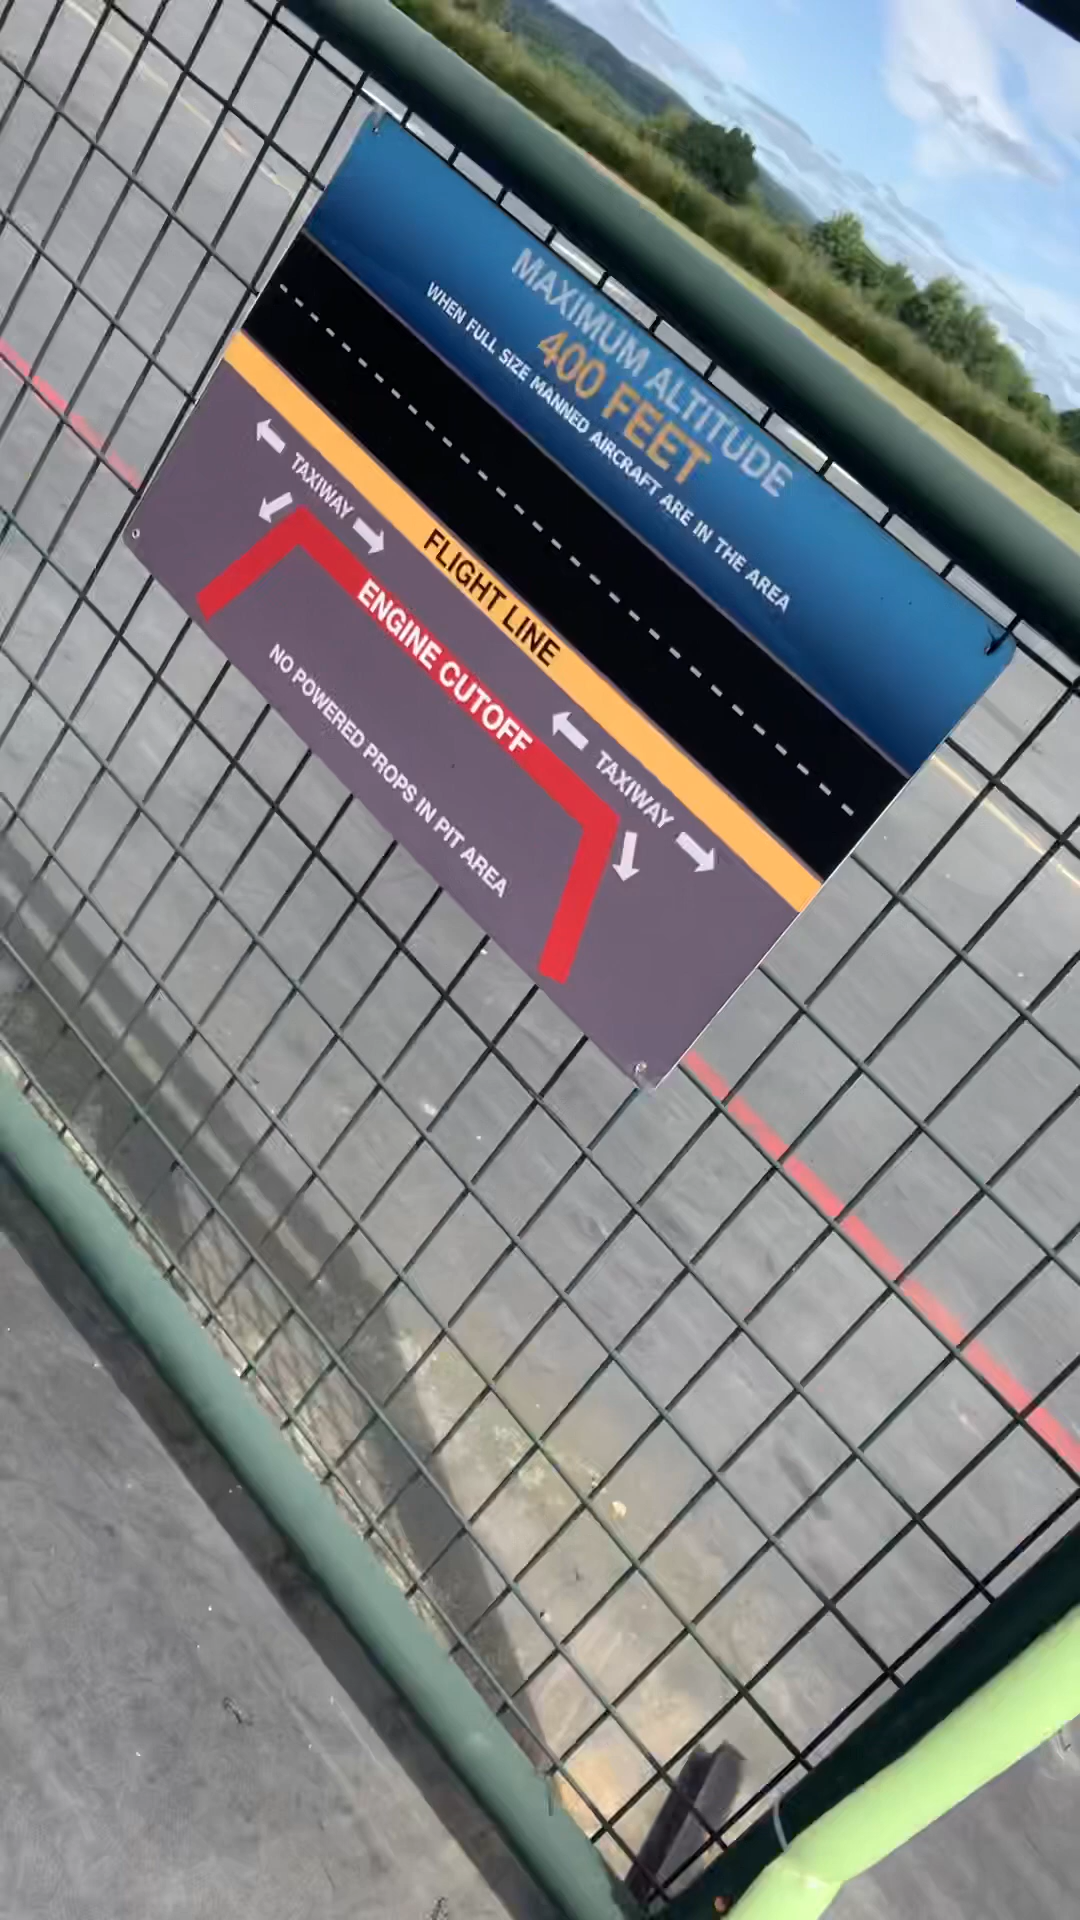 MAXIMUM ALTITUDE
400 FEET
WHEN FULL SIZE MANNED AIRCRAFT ARE IN THE AREA
FLIGHT LINE
TAXIWAY
TAXIWAY
ENGINE CUTOFF
NO POWERED PROPS IN PIT AREA